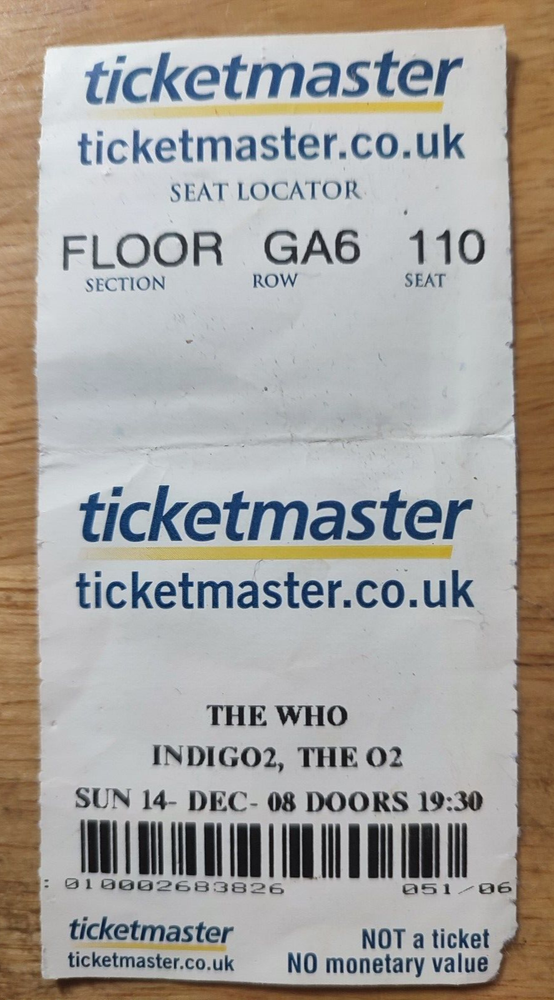 ticketmaster
ticketmaster.co.uk
SEAT LOCATOR
FLOOR GA6 110
SECTION ROW SEAT
ticketmaster
ticketmaster.co.uk
THE WHO
INDIGO2, THE O2
SUN 14- DEC- 08 DOORS 19:30
: 010002683826 051/06
ticketmaster NOT a ticket
ticketmaster.co.uk NO monetary value